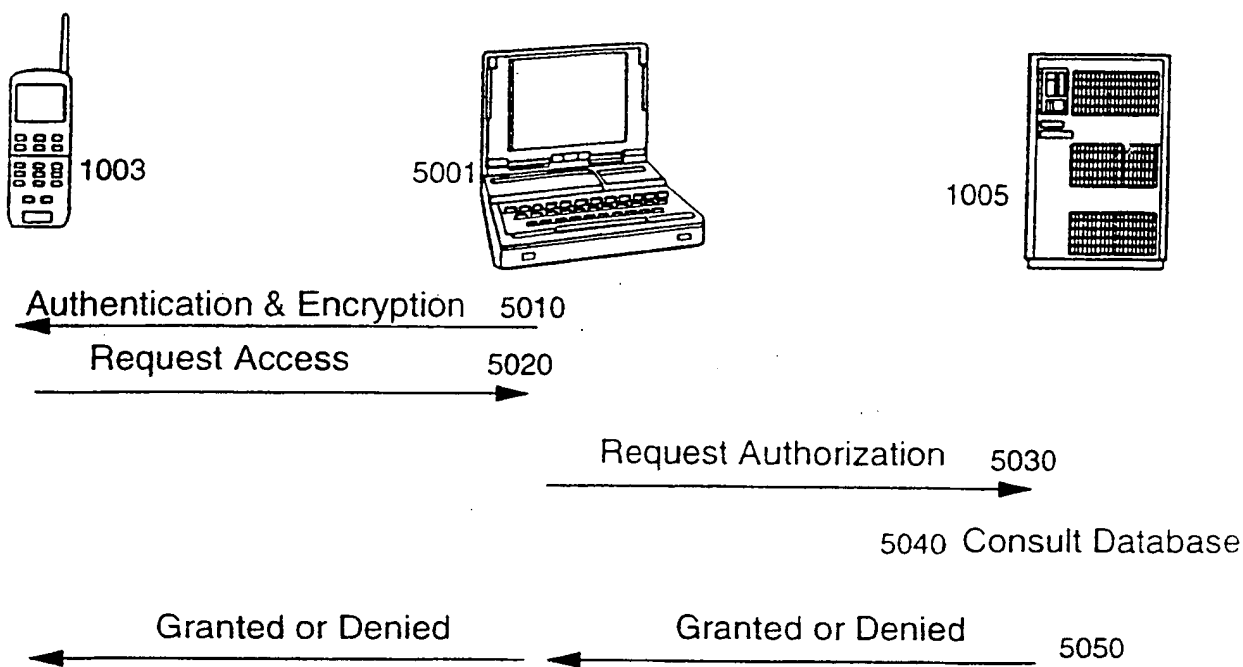 1003
5001
1005
Authentication & Encryption 5010
Request Access 5020
Request Authorization 5030
5040 Consult Database
Granted or Denied Granted or Denied 5050